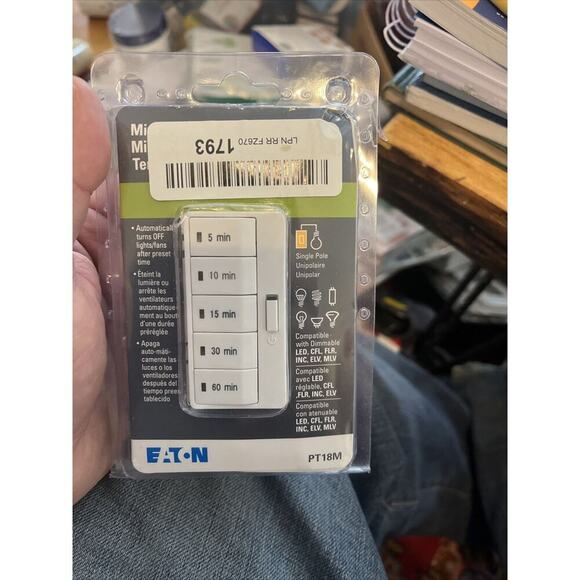 Mi
Mi
Te
LPN RR FZ670
1793
• Automaticall
turns OFF
lights/fans
after preset
time
• Éteint la
lumière ou
arrête les
ventilateurs
automatique-
ment au bout
d'une durée
préréglée
• Apaga
auto-máti-
camente las
luces o los
ventiladores
después del
tiempo prees
tablecido
5 min
10 min
15 min
30 min
60 min
Single Pole
Unipolaire
Unipolar
Compatible
with Dimmable
LED, CFL, FLR,
INC, ELV, MLV
Compatible
avec LED
réglable, CFL
,FLR, INC, ELV
Compatible
con atenuable
LED, CFL, FLR,
INC, ELV, MLV
EATON
PT18M